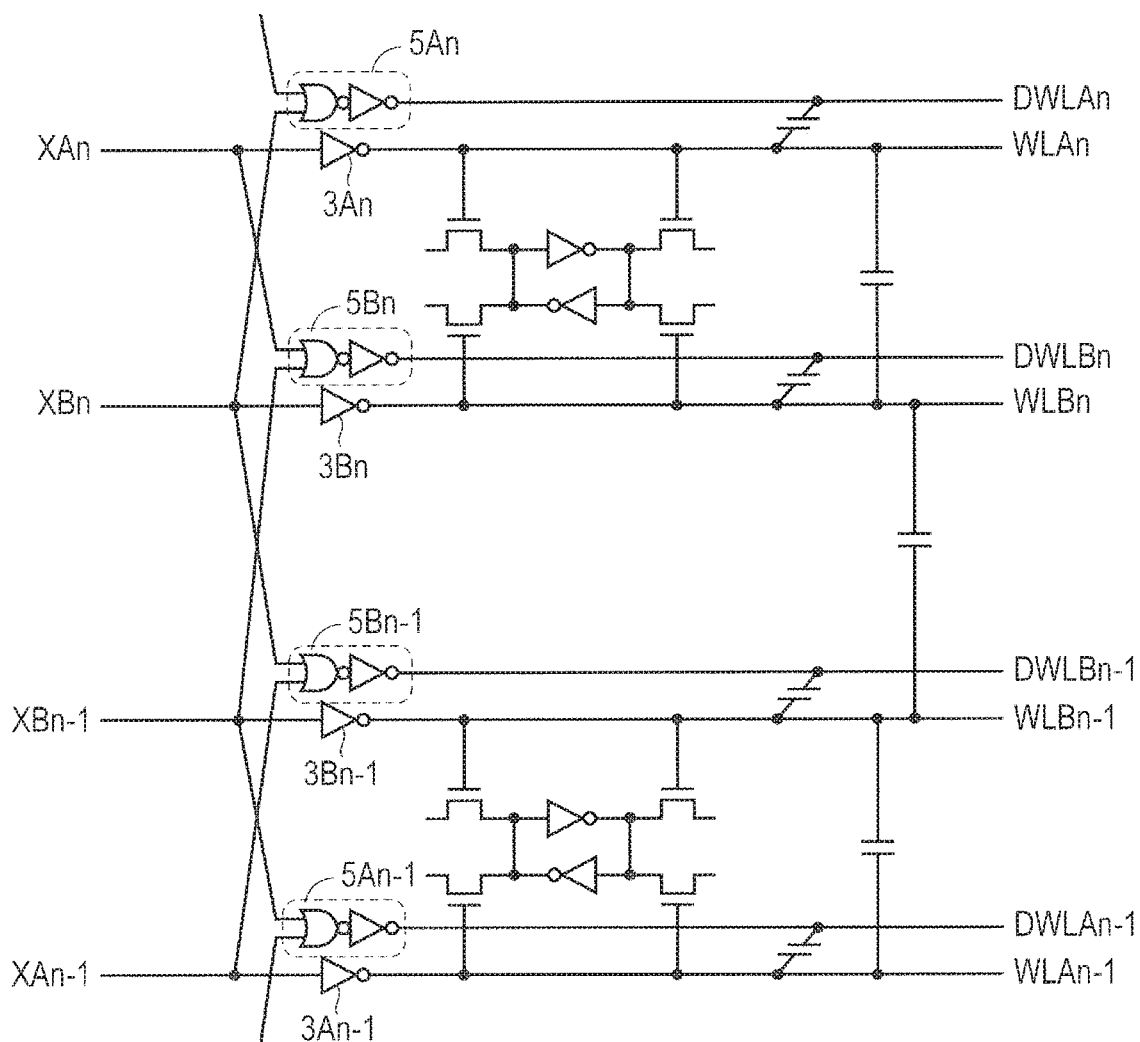 5An
DWLAn
XAn
WLAn
3An
5Bn
DWLBn
XBn
WLBn
3Bn
5Bn-1
DWLBn-1
XBn-1
WLBn-1
3Bn-1
5An-1
DWLAn-1
XAn-1
WLAn-1
3An-1